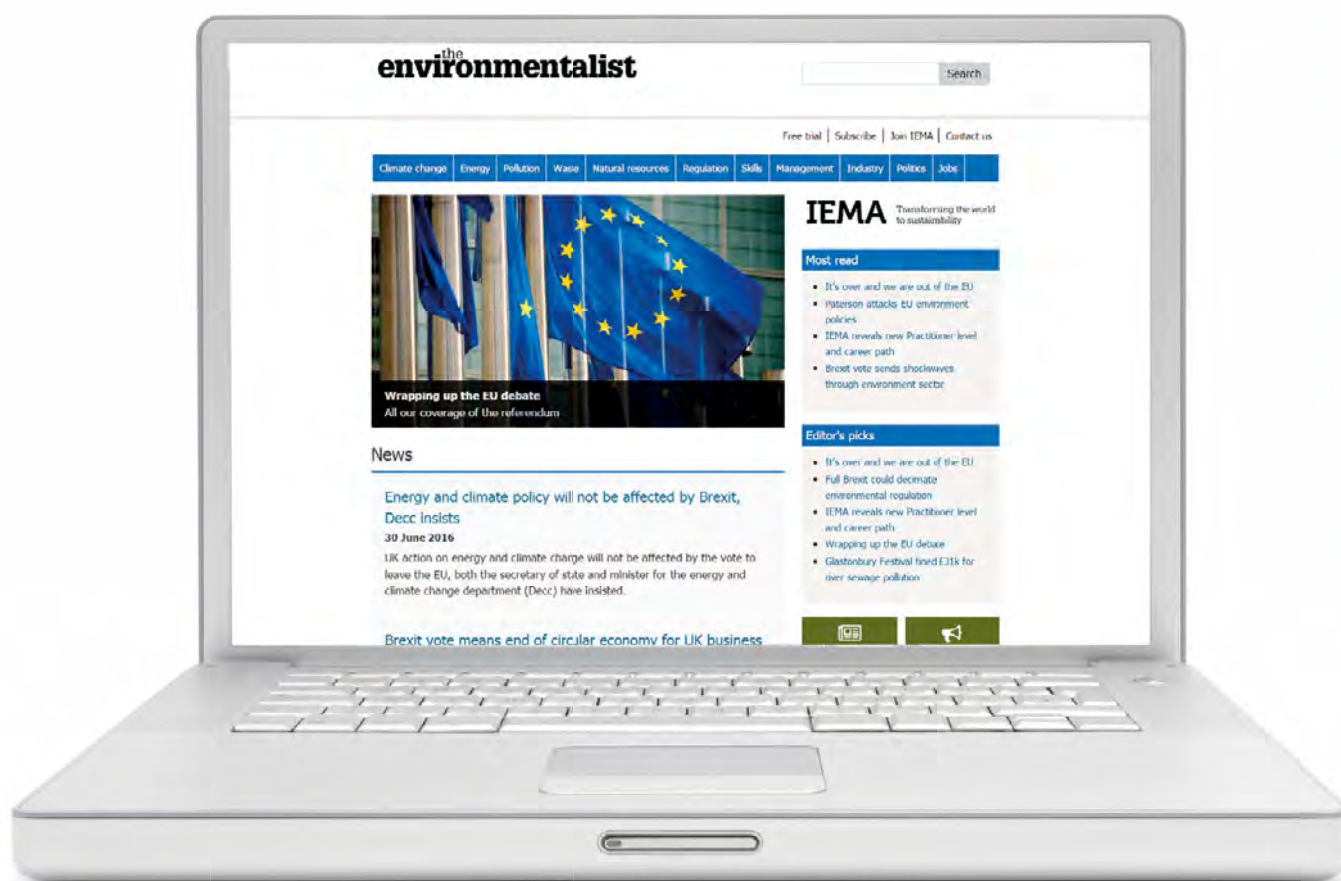 the
environmentalist
Search
Free trial | Subscribe | Join IEMA | Contact us
Climate change Energy Pollution Waste Natural resources Regulation Skills Management Industry Politics Jobs
Wrapping up the EU debate
All our coverage of the referendum
News
Energy and climate policy will not be affected by Brexit,
Decc insists
30 June 2016
UK action on energy and climate change will not be affected by the vote to
leave the EU, both the secretary of state and minister for the energy and
climate change department (Decc) have insisted.
Brexit vote means end of circular economy for UK business
IEMA
Transforming the world
to sustainability
Most read
It's over and we are out of the EU
Paterson attacks EU environment
policies
IEMA reveals new Practitioner level
and career path
Brexit vote sends shockwaves
through environment sector
Editor's picks
It's over and we are out of the EU
Full Brexit could decimate
environmental regulation
IEMA reveals new Practitioner level
and career path
Wrapping up the EU debate
Glastonbury Festival fined £31k for
river sewage pollution